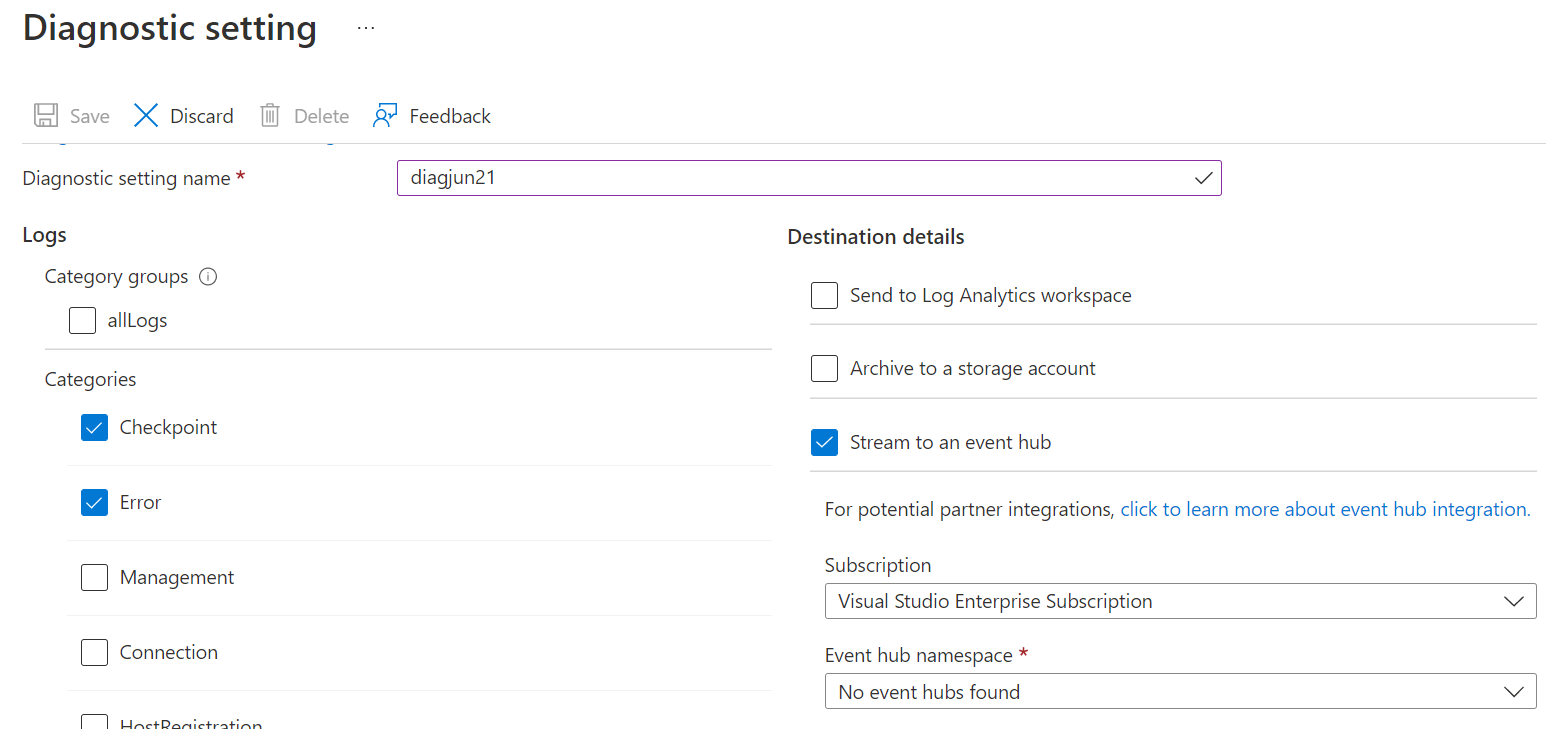 Diagnostic setting ...
Save Discard Delete Feedback
Diagnostic setting name *
diagjun21
Logs
Category groups
allLogs
Categories
Checkpoint
Error
Management
Connection
HostRegistration
Destination details
Send to Log Analytics workspace
Archive to a storage account
Stream to an event hub
For potential partner integrations, click to learn more about event hub integration.
Subscription
Visual Studio Enterprise Subscription
Event hub namespace *
No event hubs found